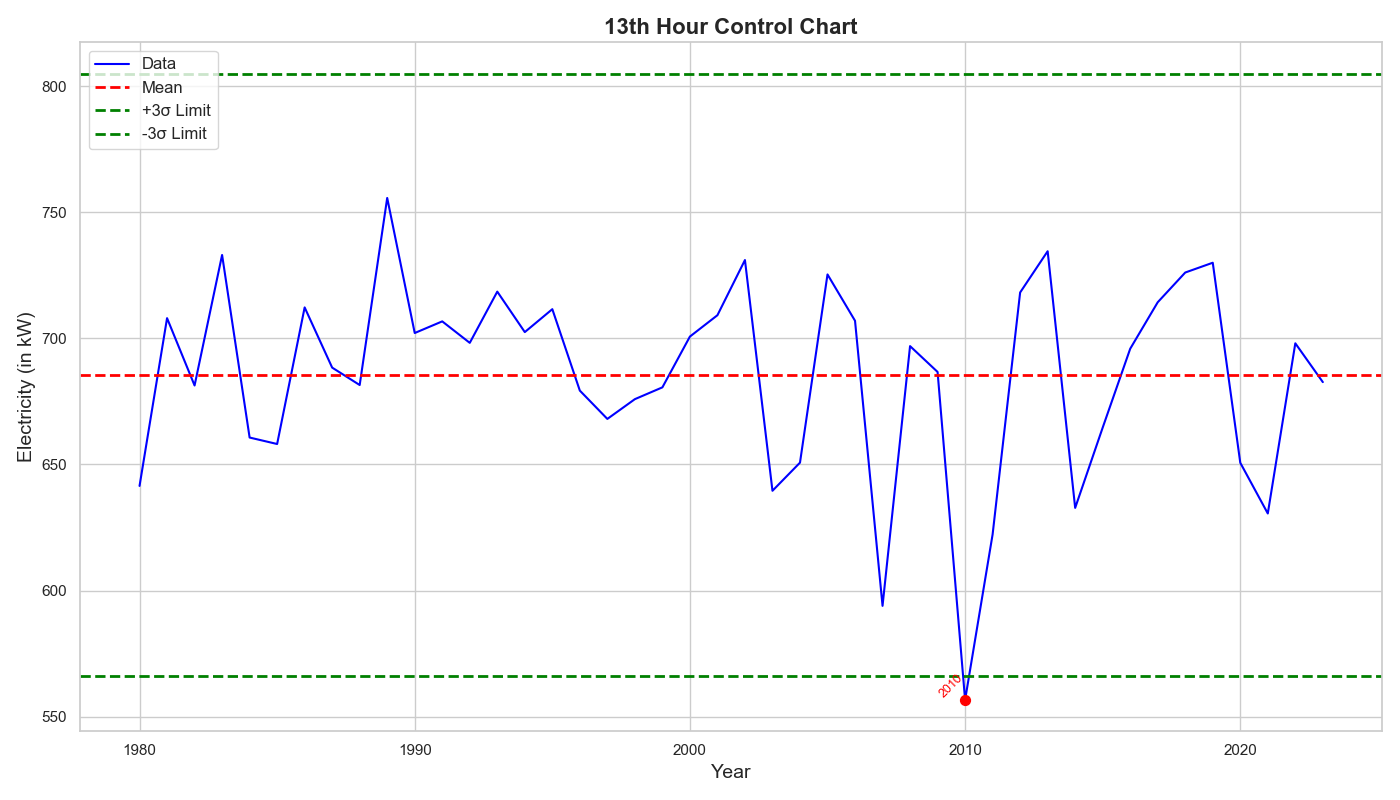 13th Hour Control Chart
Data
Mean
+3σ Limit
-3σ Limit
Electricity (in kW)
800
750
700
650
600
550
2010
1980
1990
2000
2010
2020
Year